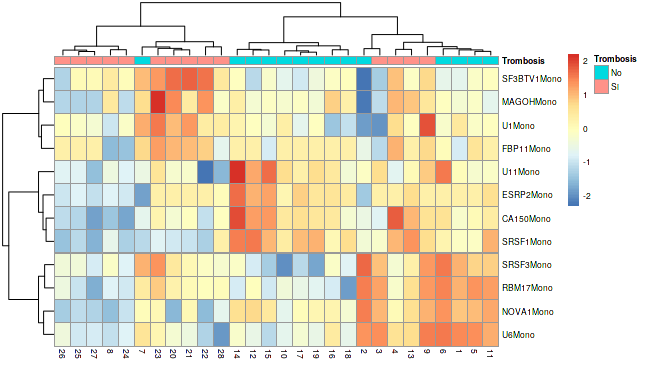 Trombosis
SF3BTV1Mono
MAGOHMono
U1Mono
FBP11Mono
U11Mono
ESRP2Mono
CA150Mono
SRSF1Mono
SRSF3Mono
RBM17Mono
NOVA1Mono
U6Mono
26 25 27 8 24 7 23 20 21 22 28 14 12 15 10 17 19 16 18 2 3 4 13 9 6 1 5 11
2
1
0
-1
-2
Trombosis
No
SI